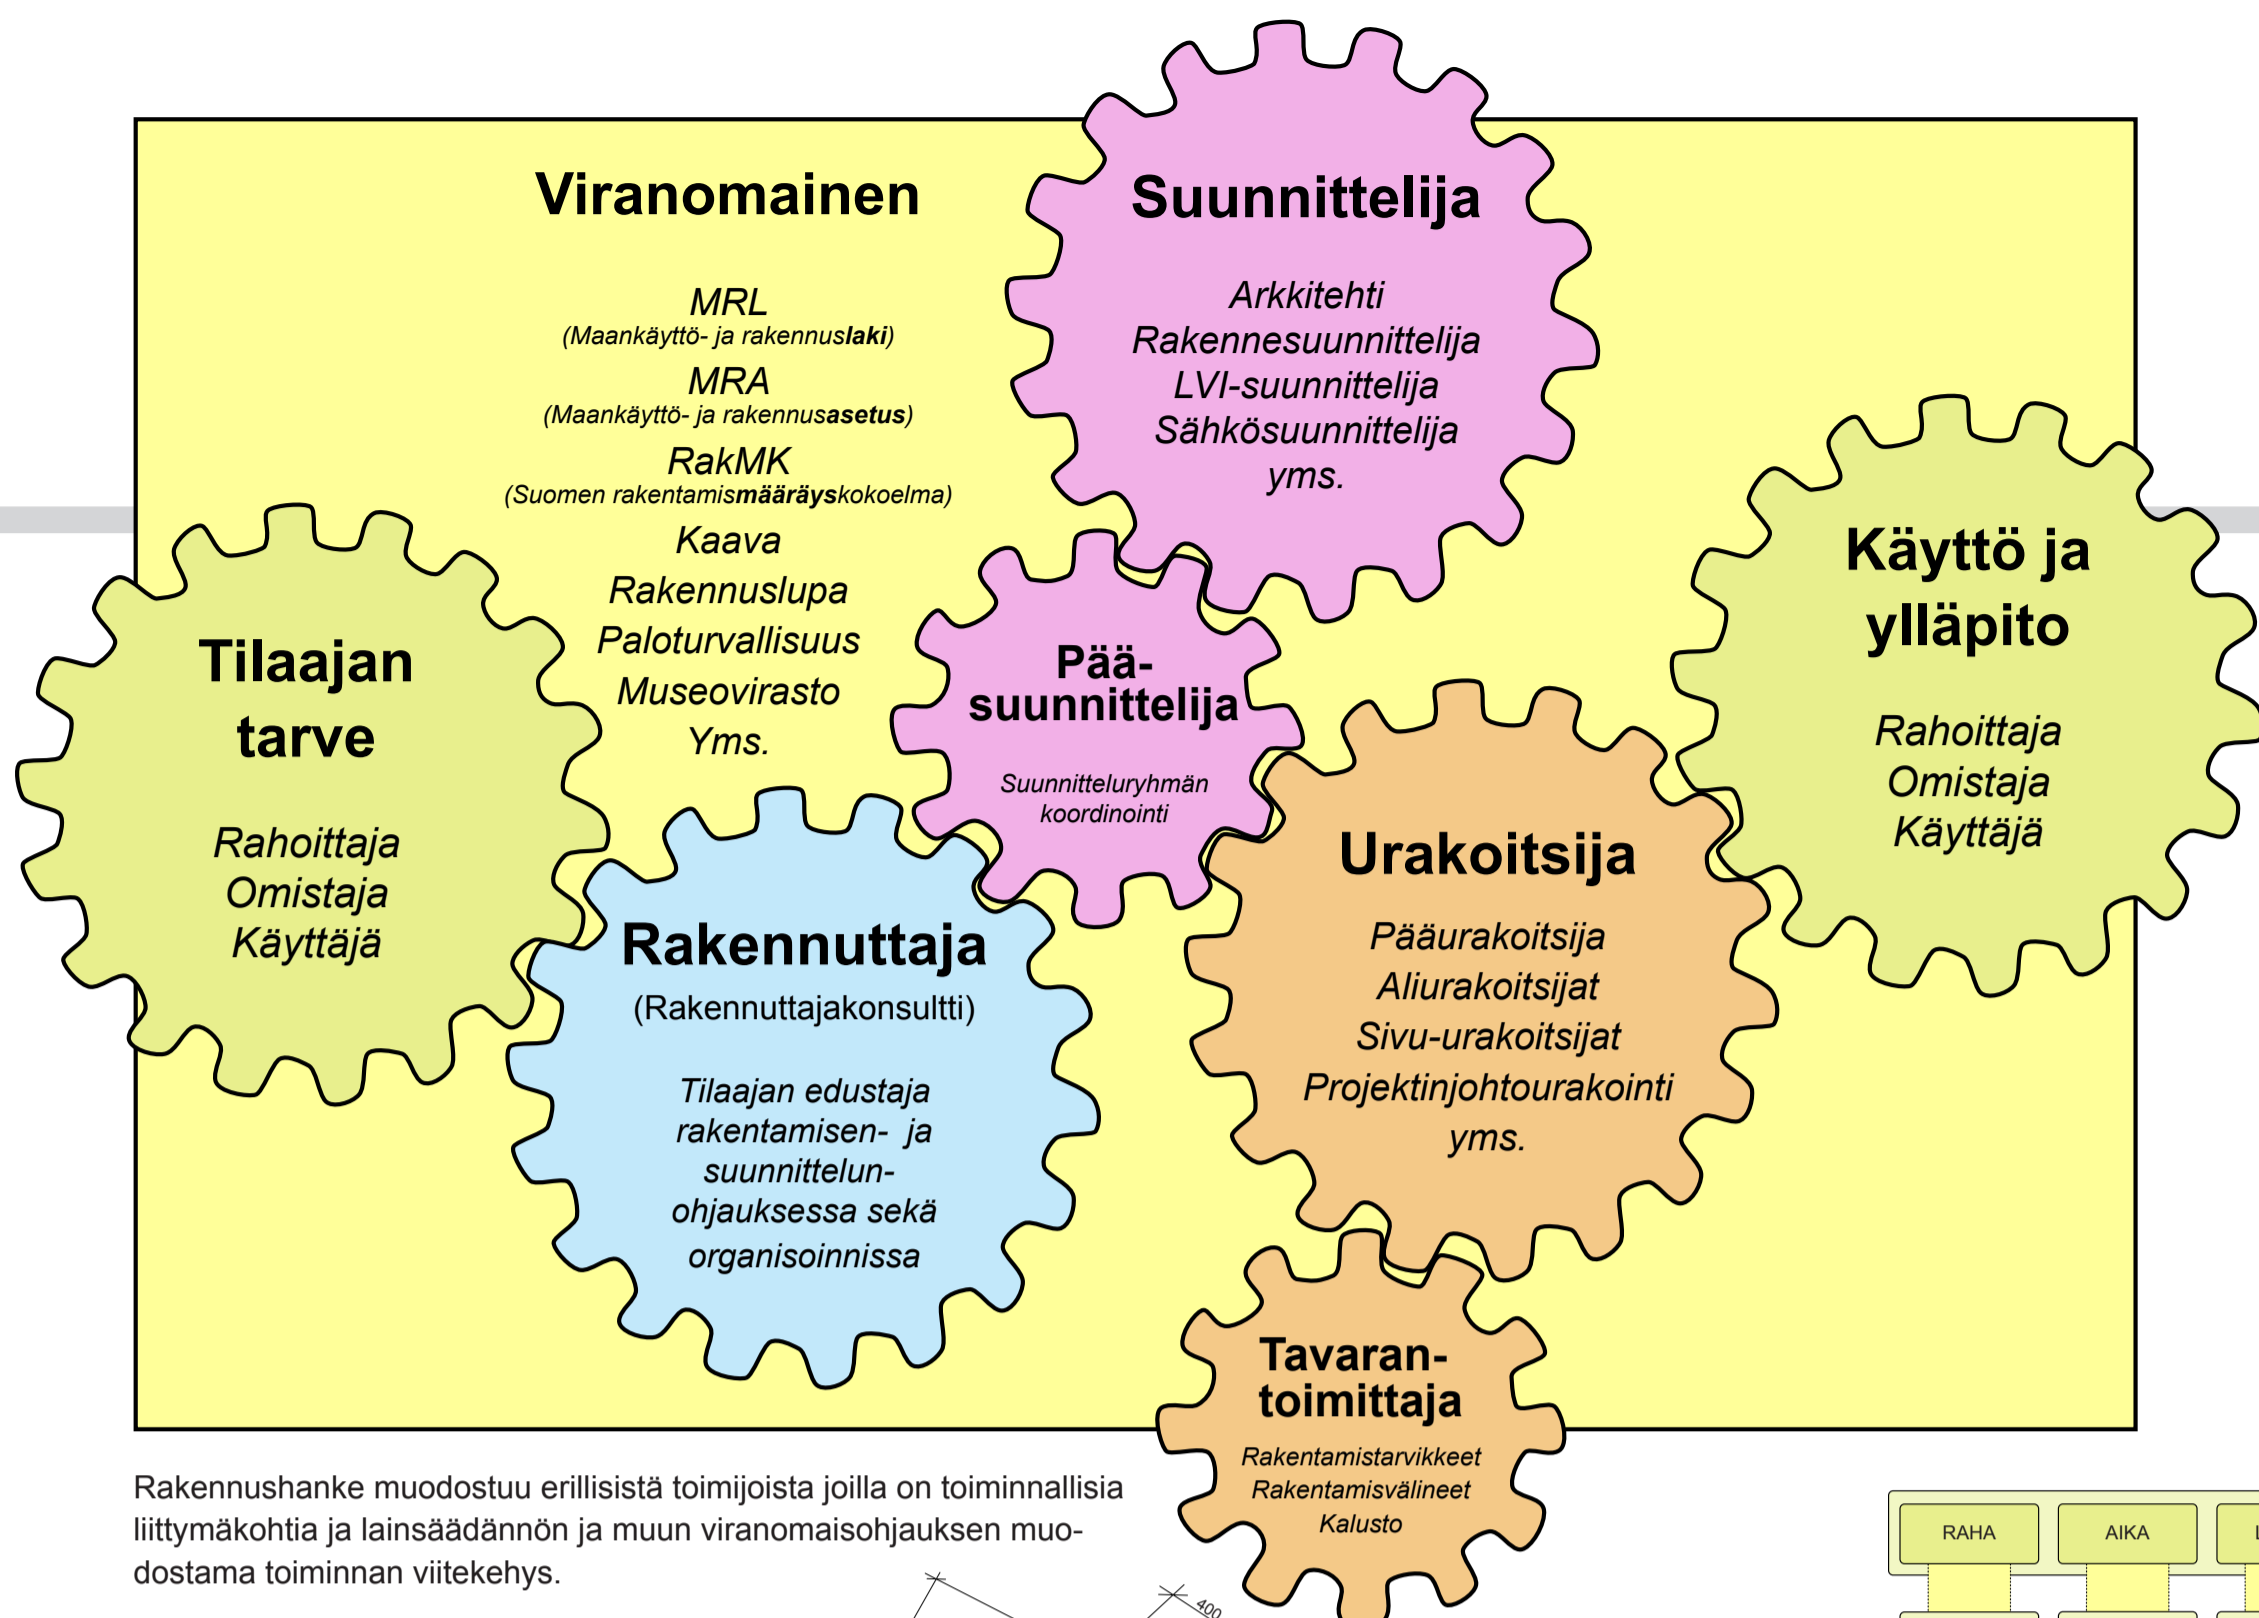 Viranomainen
MRL
(Maankäyttö- ja rakennuslaki)
MRA
(Maankäyttö- ja rakennusasetus)
RakMK
(Suomen rakentamismääräyskokoelma)
Kaava
Rakennuslupa
Paloturvallisuus
Museovirasto
Yms.
Suunnittelija
Arkkitehti
Rakennesuunnittelija
LVI-suunnittelija
Sähkösuunnittelija
yms.
Tilaajan
tarve
Rahoittaja
Omistaja
Käyttäjä
Pää-
suunnittelija
Suunnitteluryhmän
koordinointi
Käyttö ja
ylläpito
Rahoittaja
Omistaja
Käyttäjä
Rakennuttaja
(Rakennuttajakonsultti)
Tilaajan edustaja
rakentamisen- ja
suunnittelun-
ohjauksessa sekä
organisoinnissa
Urakoitsija
Pääurakoitsija
Aliurakoitsijat
Sivu-urakoitsijat
Projektinjohtourakointi
yms.
Tavaran-
toimittaja
Rakentamistarvikkeet
Rakentamisvälineet
Kalusto
Rakennushanke muodostuu erillisistä toimijoista joilla on toiminnallisia
liittymäkohtia ja lainsäädännön ja muun viranomaisohjauksen muo-
dostama toiminnan viitekehys.
400
RAHA
AIKA